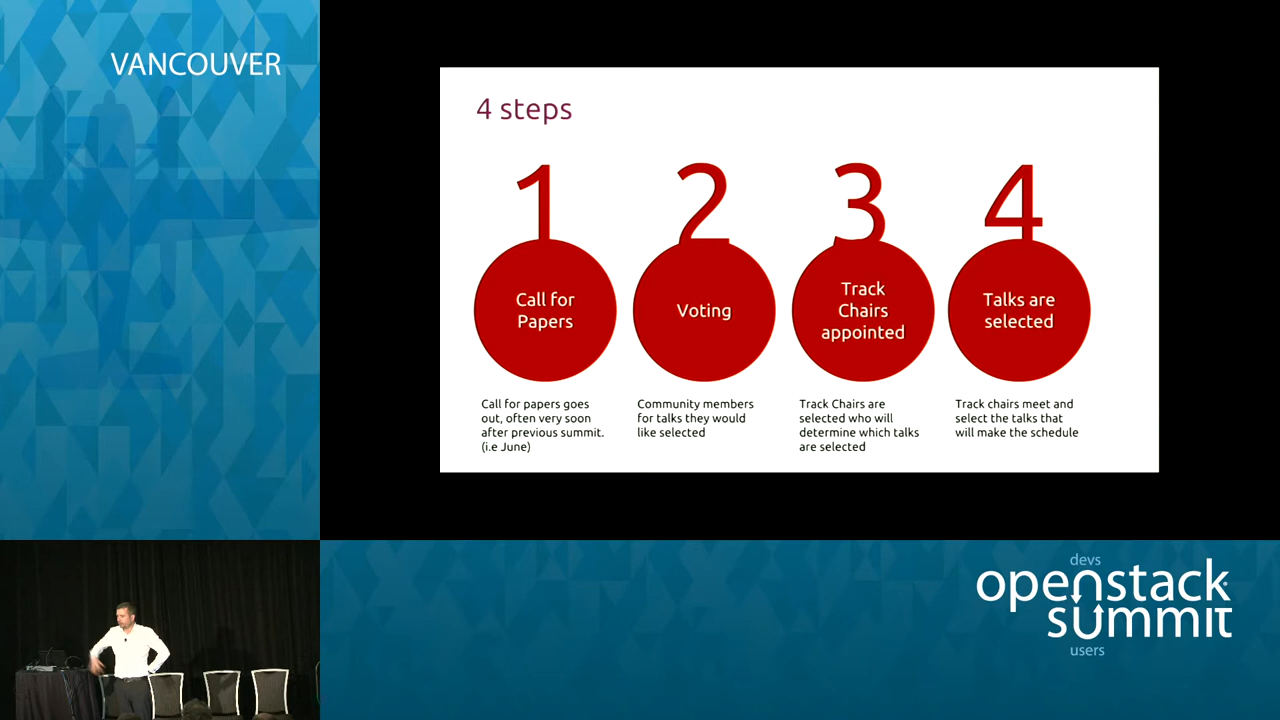 VANCOUVER
4 steps
1
2
3
4
Call for
Papers
Voting
Track
Chairs
appointed
Talks are
selected
Call for papers goes
out, often very soon
after previous summit.
(i.e June)
Community members
for talks they would
like selected
Track Chairs are
selected who will
determine which talks
are selected
Track chairs meet and
select the talks that
will make the schedule
devs
openstack
summit
users